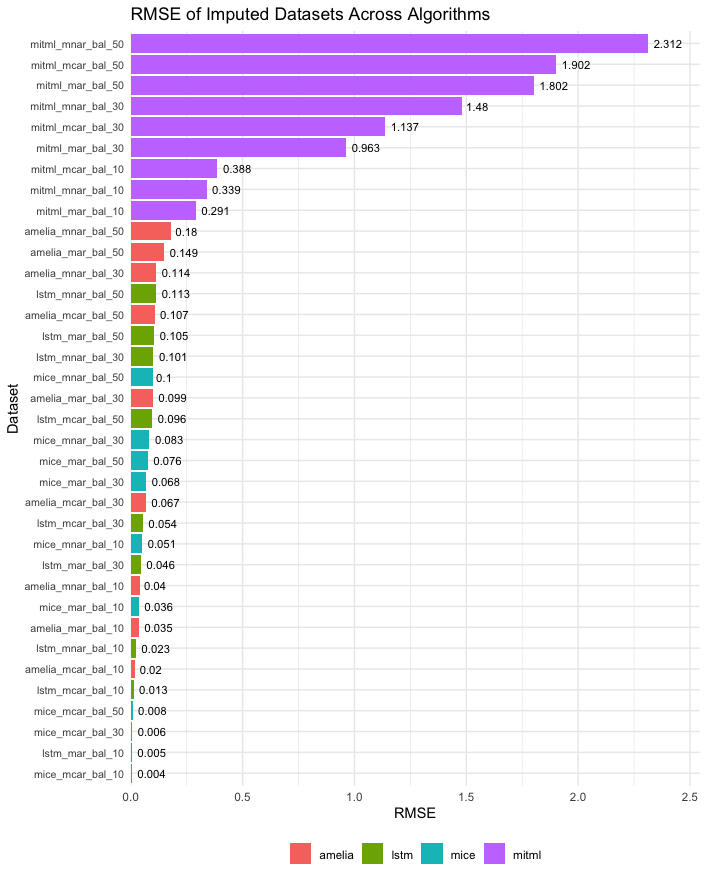 RMSE of Imputed Datasets Across Algorithms
mitml_mnar_bal_50 2.312
mitml_mcar_bal_50 1.902
mitml_mar_bal_50 1.802
mitml_mnar_bal_30 1.48
mitml_mcar_bal_30 1.137
mitml_mar_bal_30 0.963
mitml_mcar_bal_10 0.388
mitml_mnar_bal_10 0.339
mitml_mar_bal_10 0.291
amelia_mnar_bal_50 0.18
amelia_mar_bal_50 0.149
amelia_mnar_bal_30 0.114
lstm_mnar_bal_50 0.113
amelia_mcar_bal_50 0.107
lstm_mar_bal_50 0.105
lstm_mnar_bal_30 0.101
mice_mnar_bal_50 0.1
amelia_mar_bal_30 0.099
lstm_mcar_bal_50 0.096
mice_mnar_bal_30 0.083
mice_mar_bal_50 0.076
mice_mar_bal_30 0.068
amelia_mcar_bal_30 0.067
lstm_mcar_bal_30 0.054
mice_mnar_bal_10 0.051
lstm_mar_bal_30 0.046
amelia_mnar_bal_10 0.04
mice_mar_bal_10 0.036
amelia_mar_bal_10 0.035
lstm_mnar_bal_10 0.023
amelia_mcar_bal_10 0.02
lstm_mcar_bal_10 0.013
mice_mcar_bal_50 0.008
mice_mcar_bal_30 0.006
lstm_mar_bal_10 0.005
mice_mcar_bal_10 0.004
Dataset
0.0 0.5 1.0 1.5 2.0 2.5
RMSE
amelia lstm mice mitml